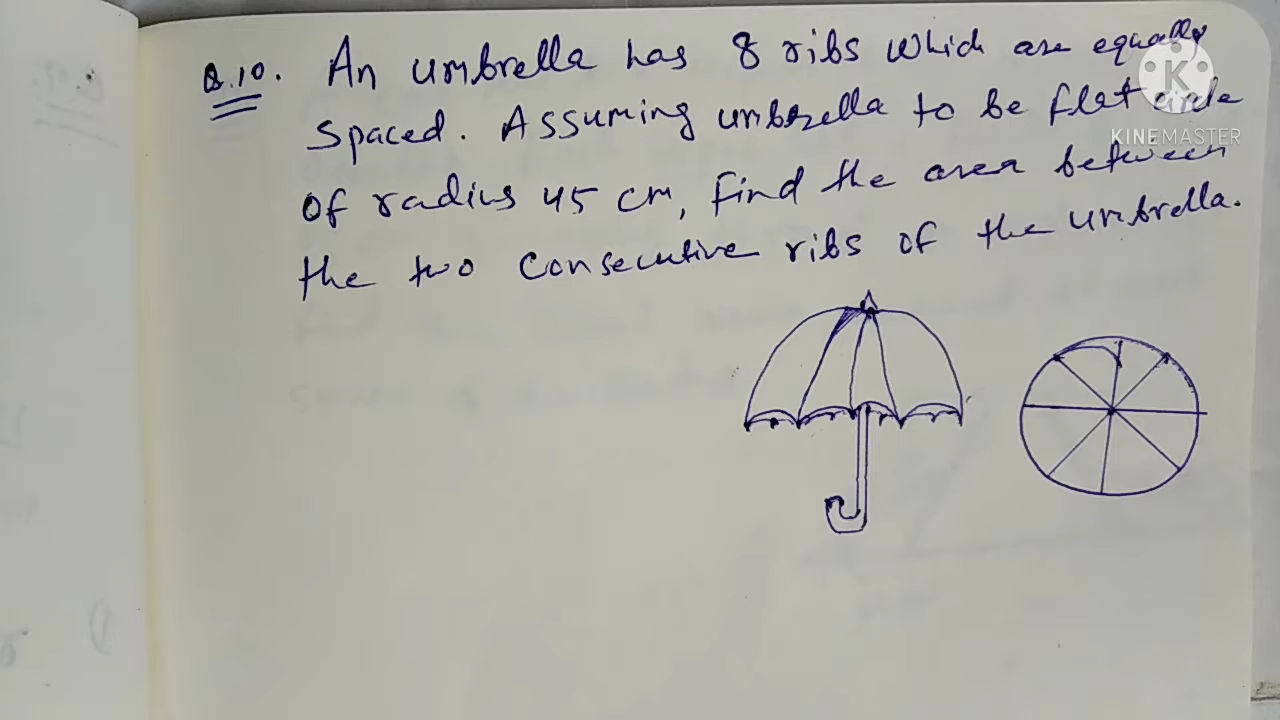 Q.10. An umbrella has 8 ribs which are equally
spaced. Assuming umbrella to be flat circle
of radius 45 cm, find the area between
the two consecutive ribs of the umbrella.
K
KINEMASTER